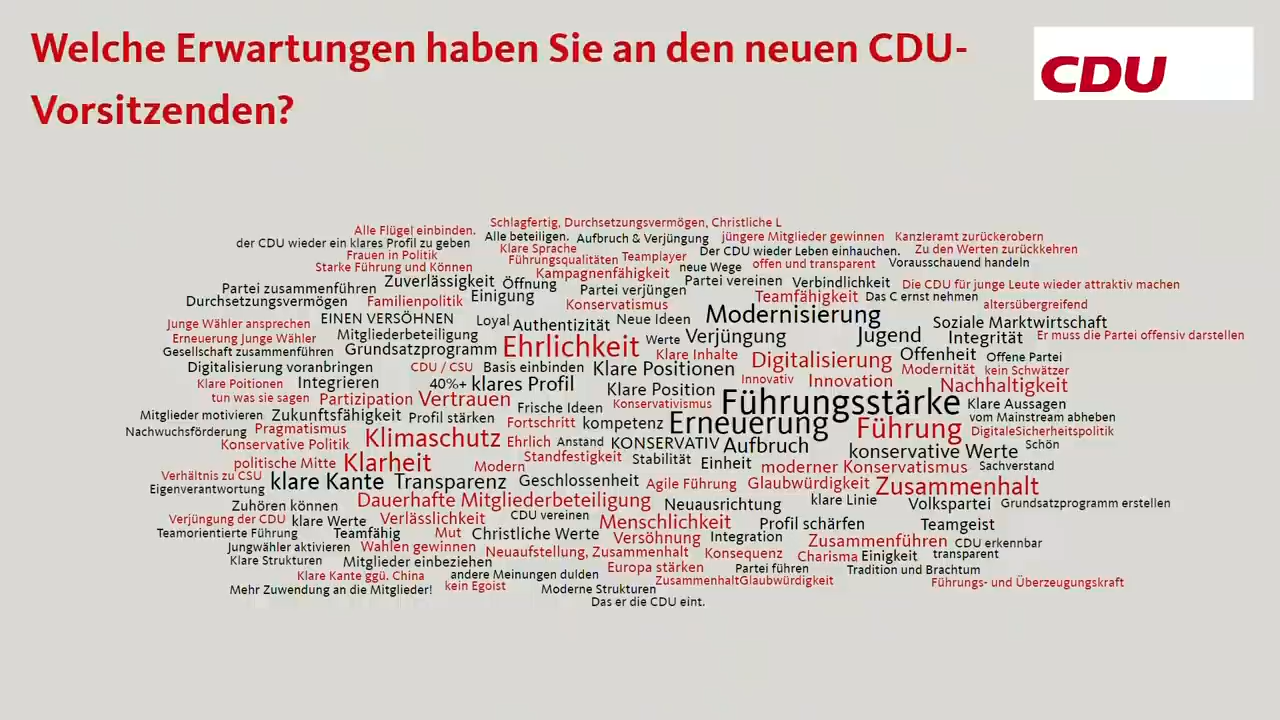 Welche Erwartungen haben Sie an den neuen CDU-
Vorsitzenden?
CDU
Schlagfertig, Durchsetzungsvermögen, Christliche L
Alle Flügel einbinden.
Alle beteiligen.
Aufbruch & Verjüngung
jüngere Mitglieder gewinnen
Kanzleramt zurückerobern
der CDU wieder ein klares Profil zu geben
Klare Sprache
Der CDU wieder Leben einhauchen.
Zu den Werten zurückkehren
Frauen in Politik
Führungsqualitäten
Teamplayer
Starke Führung und Können
Kampagnenfähigkeit
neue Wege
offen und transparent
Vorausschauend handeln
Partei zusammenführen
Zuverlässigkeit
Öffnung
Partei verjüngen
Partei vereinen
Verbindlichkeit
Die CDU für junge Leute wieder attraktiv machen
Durchsetzungsvermögen
Familienpolitik
Einigung
Konservatismus
Teamfähigkeit
Das C ernst nehmen
altersübergreifend
Junge Wähler ansprechen
EINEN VERSÖHNEN
Loyal
Authentizität
Neue Ideen
Modernisierung
Soziale Marktwirtschaft
Erneuerung Junge Wähler
Mitgliederbeteiligung
Ehrlichkeit
Werte
Verjüngung
Jugend
Integrität
Er muss die Partei offensiv darstellen
Gesellschaft zusammenführen
Grundsatzprogramm
Klare Inhalte
Digitalisierung
Offenheit
Offene Partei
Digitalisierung voranbringen
CDU / CSU
Basis einbinden
Klare Positionen
Modernität
kein Schwätzer
Klare Poitionen
Integrieren
40%+
klares Profil
Klare Position
Innovativ
Innovation
Nachhaltigkeit
tun was sie sagen
Partizipation
Vertrauen
Frische Ideen
Konservativismus
Führungsstärke
Klare Aussagen
Mitglieder motivieren
Zukunftsfähigkeit
Profil stärken
Fortschritt
kompetenz
Erneuerung
Führung
vom Mainstream abheben
Nachwuchsförderung
Pragmatismus
DigitaleSicherheitspolitik
Konservative Politik
Klimaschutz
Ehrlich
Anstand
KONSERVATIV
Aufbruch
konservative Werte
Schön
politische Mitte
Klarheit
Modern
Standfestigkeit
Stabilität
Einheit
moderner Konservatismus
Sachverstand
Verhältnis zu CSU
klare Kante
Transparenz
Geschlossenheit
Agile Führung
Glaubwürdigkeit
Zusammenhalt
Eigenverantwortung
Dauerhafte Mitgliederbeteiligung
Neuausrichtung
klare Linie
Volkspartei
Grundsatzprogramm erstellen
Zuhören können
Verjüngung der CDU
klare Werte
Verlässlichkeit
CDU vereinen
Menschlichkeit
Profil schärfen
Teamgeist
Teamorientierte Führung
Teamfähig
Mut
Christliche Werte
Versöhnung
Integration
Zusammenführen
CDU erkennbar
Jungwähler aktivieren
Wahlen gewinnen
Neuaufstellung, Zusammenhalt
Konsequenz
Charisma
Einigkeit
transparent
Klare Strukturen
Mitglieder einbeziehen
Europa stärken
Partei führen
Tradition und Brachtum
Klare Kante ggü. China
andere Meinungen dulden
ZusammenhaltGlaubwürdigkeit
Führungs- und Überzeugungskraft
Mehr Zuwendung an die Mitglieder!
kein Egoist
Moderne Strukturen
Das er die CDU eint.